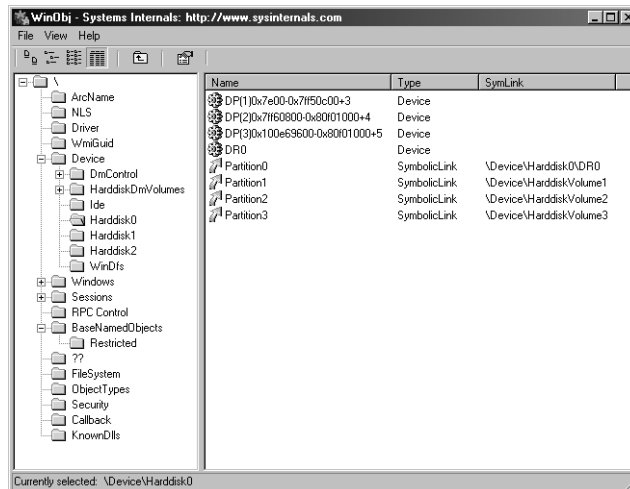 WinObj - Systems Internals: http://www.sysinternals.com
File View Help
\
ArcName
NLS
Driver
WmiGuid
Device
DmControl
HarddiskDmVolumes
Ide
Harddisk0
Harddisk1
Harddisk2
WinDfs
Windows
Sessions
RPC Control
BaseNamedObjects
Restricted
??
FileSystem
ObjectTypes
Security
Callback
KnownDlls
Name Type SymLink
DP(1)0x7e00-0x7ff50c00+3 Device
DP(2)0x7ff60800-0x80f01000+4 Device
DP(3)0x100e69600-0x80f01000+5 Device
DR0 Device
Partition0 SymbolicLink \Device\Harddisk0\DR0
Partition1 SymbolicLink \Device\HarddiskVolume1
Partition2 SymbolicLink \Device\HarddiskVolume2
Partition3 SymbolicLink \Device\HarddiskVolume3
Currently selected: \Device\Harddisk0